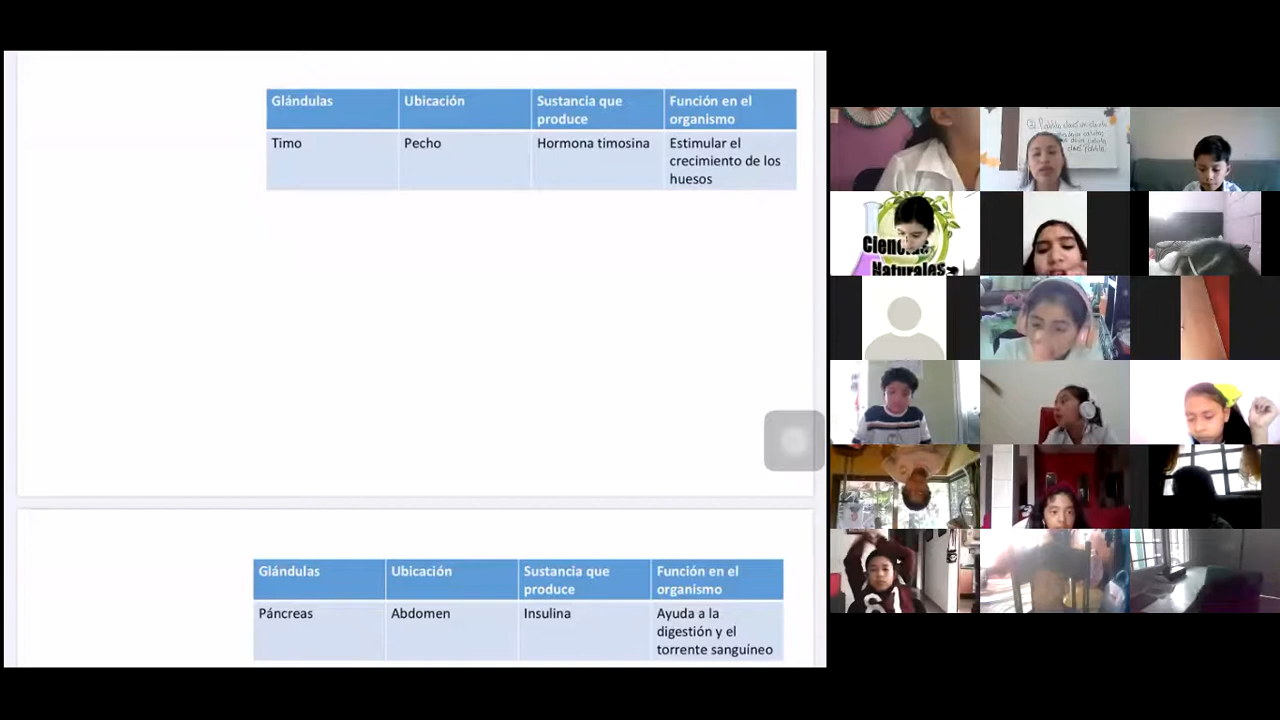 Glándulas Ubicación Sustancia que produce Función en el organismo
Timo Pecho Hormona timosina Estimular el crecimiento de los huesos
Glándulas Ubicación Sustancia que produce Función en el organismo
Páncreas Abdomen Insulina Ayuda a la digestión y el torrente sanguíneo
Ciencias
Naturales